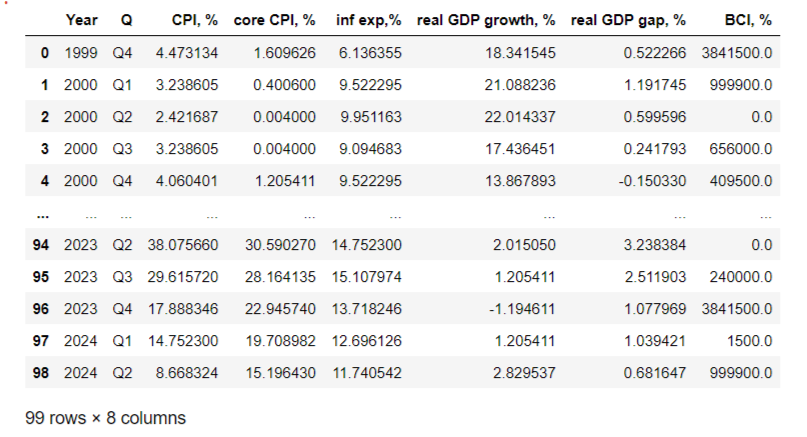 Year Q CPI, % core CPI, % inf exp,% real GDP growth, % real GDP gap, % BCI, %
0 1999 Q4 4.473134 1.609626 6.136355 18.341545 0.522266 3841500.0
1 2000 Q1 3.238605 0.400600 9.522295 21.088236 1.191745 999900.0
2 2000 Q2 2.421687 0.004000 9.951163 22.014337 0.599596 0.0
3 2000 Q3 3.238605 0.004000 9.094683 17.436451 0.241793 656000.0
4 2000 Q4 4.060401 1.205411 9.522295 13.867893 -0.150330 409500.0
... ... ... ... ... ... ... ... ...
94 2023 Q2 38.075660 30.590270 14.752300 2.015050 3.238384 0.0
95 2023 Q3 29.615720 28.164135 15.107974 1.205411 2.511903 240000.0
96 2023 Q4 17.888346 22.945740 13.718246 -1.194611 1.077969 3841500.0
97 2024 Q1 14.752300 19.708982 12.696126 1.205411 1.039421 1500.0
98 2024 Q2 8.668324 15.196430 11.740542 2.829537 0.681647 999900.0
99 rows × 8 columns